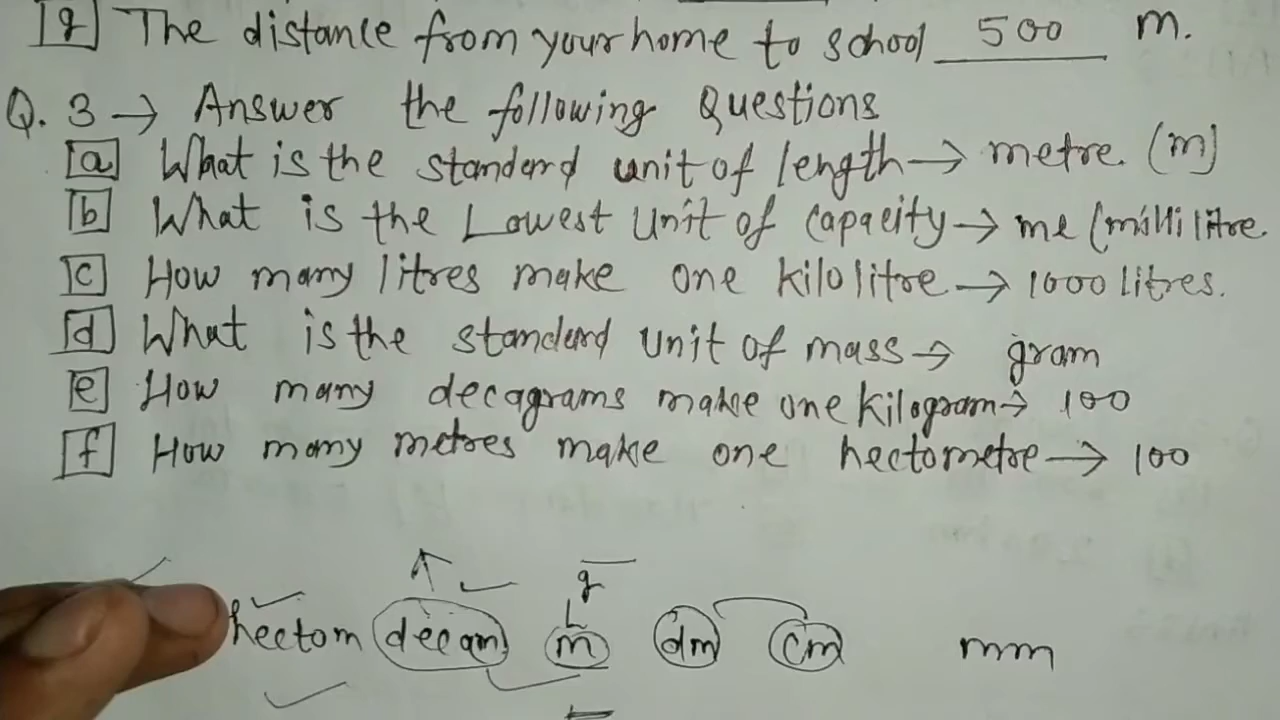 [g] The distance from your home to school 500 m.
Q. 3 → Answer the following Questions
[a] What is the standard unit of length → metre (m)
[b] What is the Lowest Unit of Capacity → ml (millilitre
[c] How many litres make one kilolitre → 1000 litres.
[d] What is the standard unit of mass → gram
[e] How many decagrams make one kilogram → 100
[f] How many metres make one hectometre → 100
g L
hectom decam m dm cm mm